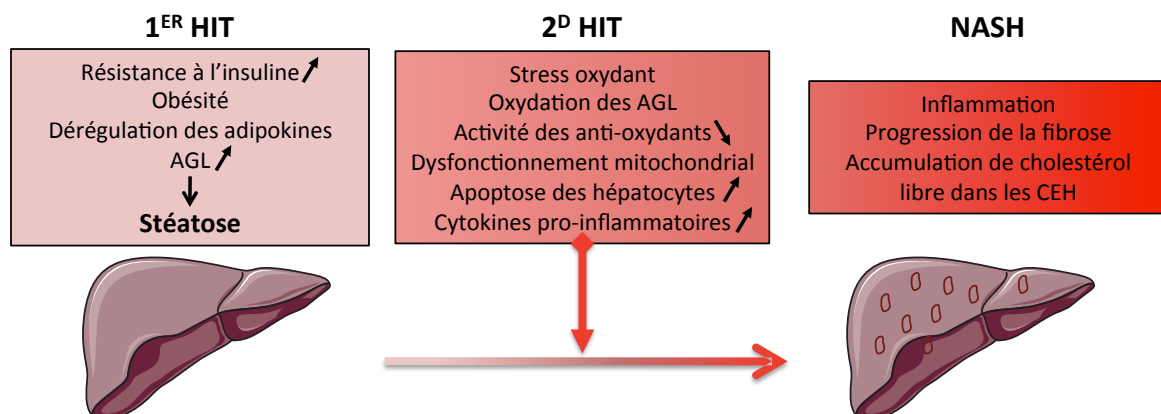 1ER HIT
Résistance à l'insuline
Obésité
Dérégulation des adipokines
AGL
Stéatose
2D HIT
Stress oxydant
Oxydation des AGL
Activité des anti-oxydants
Dysfonctionnement mitochondrial
Apoptose des hépatocytes
Cytokines pro-inflammatoires
NASH
Inflammation
Progression de la fibrose
Accumulation de cholestérol
libre dans les CEH